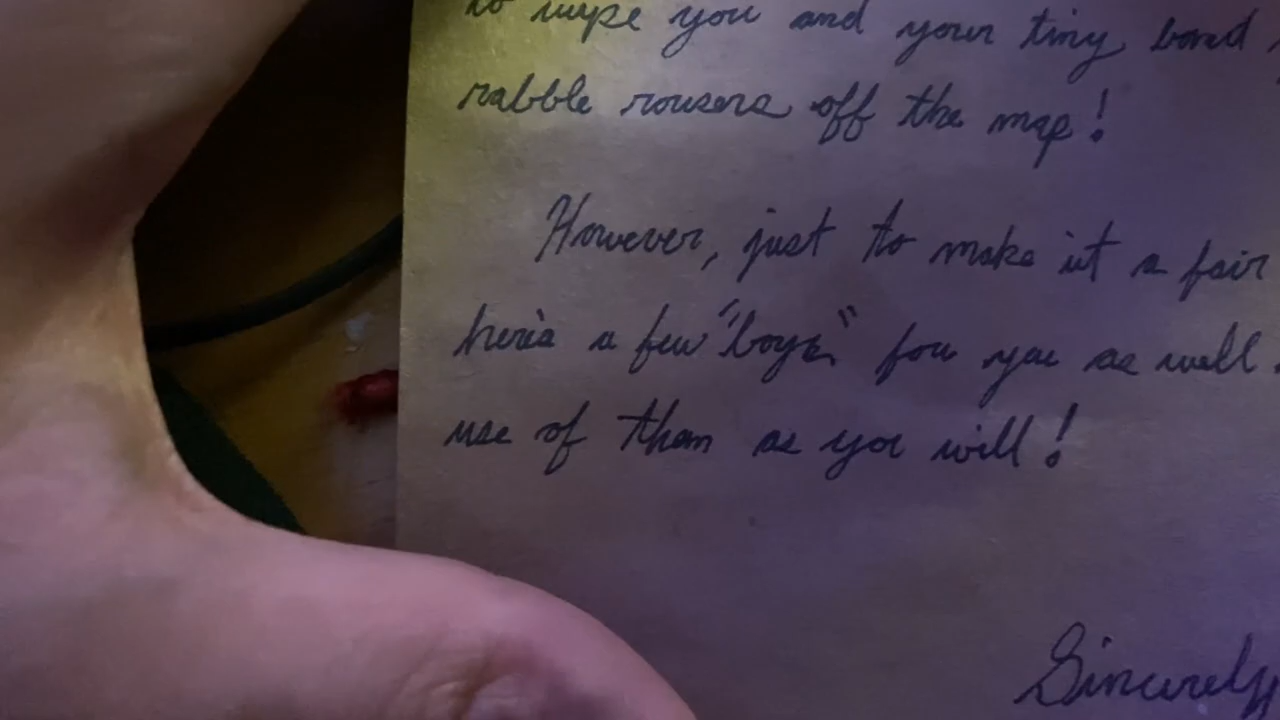 to wipe you and your tiny band
rabble rousers off the map!
However, just to make it a fair
here's a few "boys" for you as well.
use of them as you will!
Sincerely,